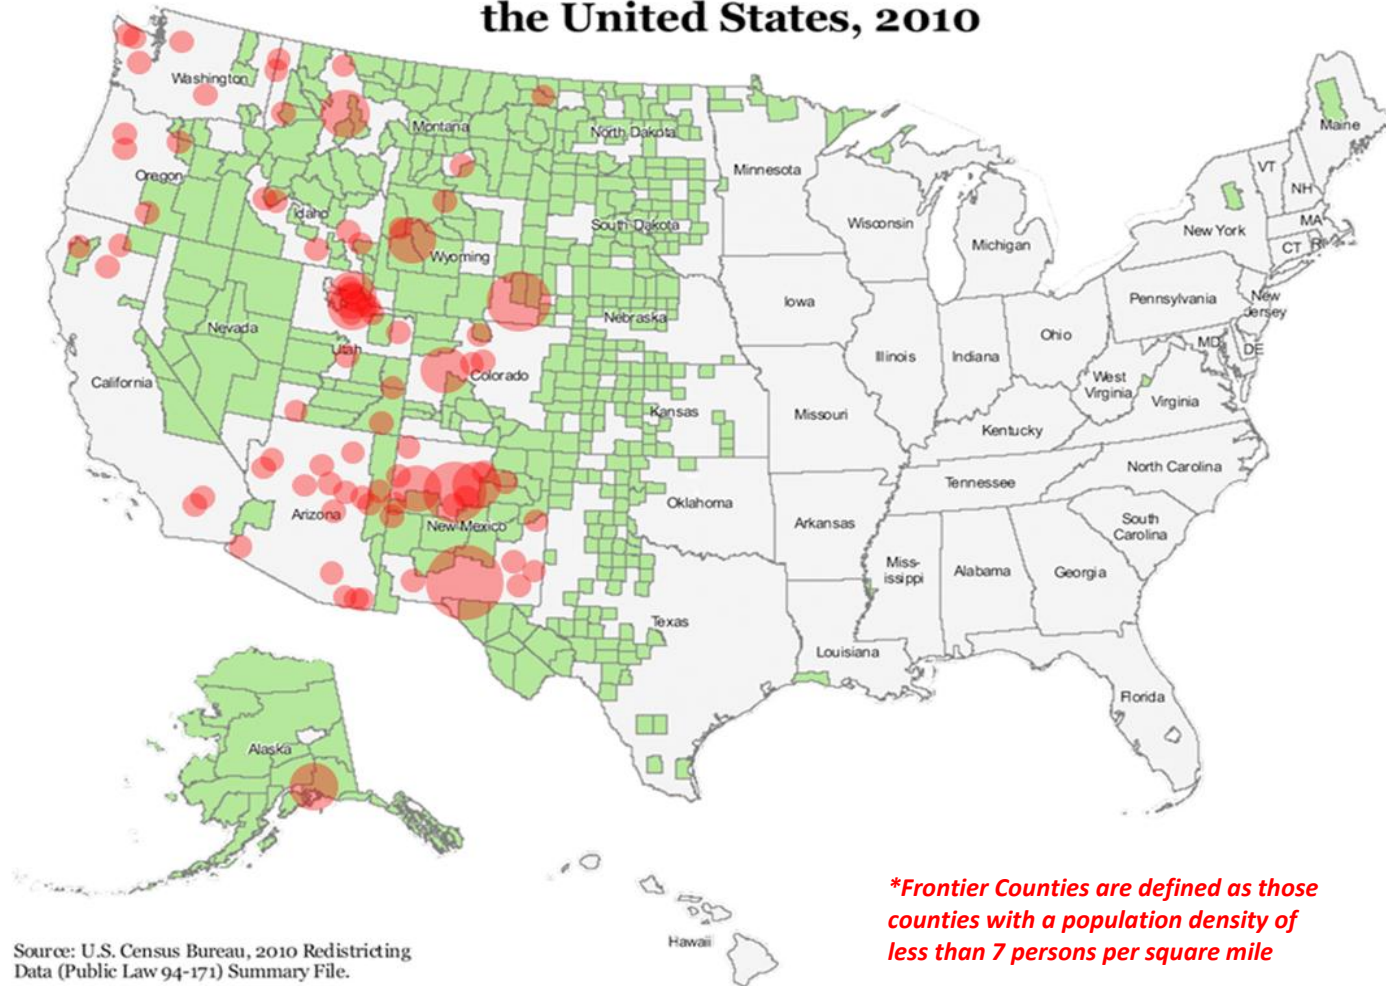 the United States, 2010
Washington
Montana
North Dakota
Minnesota
Maine
VT
NH
Oregon
Idaho
South Dakota
Wisconsin
Michigan
New York
MA
CT
RI
Wyoming
Iowa
Pennsylvania
New
Jersey
Nebraska
Nevada
Utah
Colorado
California
Illinois
Indiana
Ohio
MD
DE
West
Virginia
Virginia
Kansas
Missouri
Kentucky
North Carolina
Tennessee
Arizona
New Mexico
Oklahoma
Arkansas
South
Carolina
Miss-
issippi
Alabama
Georgia
Texas
Louisiana
Florida
Alaska
Hawaii
*Frontier Counties are defined as those
counties with a population density of
less than 7 persons per square mile
Source: U.S. Census Bureau, 2010 Redistricting
Data (Public Law 94-171) Summary File.